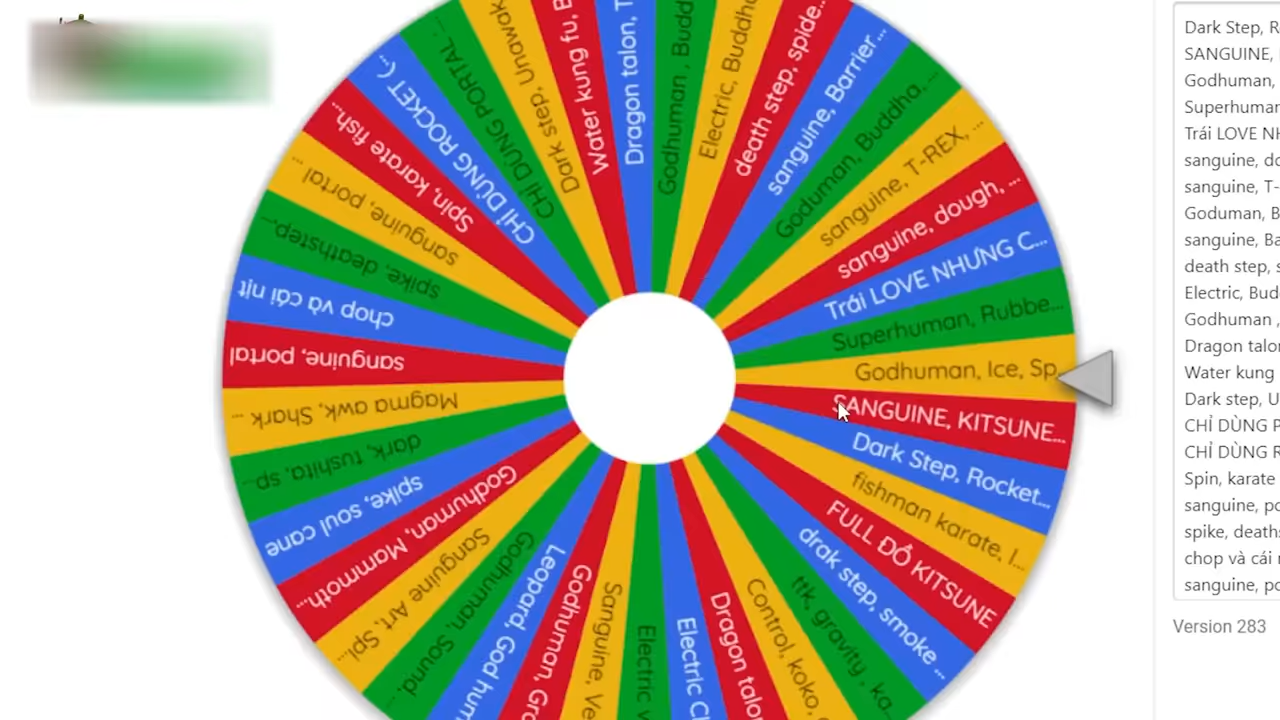 Dragon talon, T
Godhuman , Budd
Electric, Buddha
death step, spide...
sanguine, Barrier...
Goduman, Buddha,...
sanguine, T-REX, ...
sanguine, dough, ...
Trái LOVE NHƯNG C...
Superhuman, Rubbe...
Godhuman, Ice, Sp
SANGUINE, KITSUNE...
Dark Step, Rocket...
fishman karate, I...
FULL ĐỒ KITSUNE
drak step, smoke ...
ttk, gravity , ka...
Control, koko,
Dragon talo
Electric Cl
Electric
Sanguine, Ve
Godhuman, Gr
Leopard, God hum
Godhuman, Sound,...
Sanguine Art, Spi...
Godhuman, Mammoth...
spike, soul cane
dark, tushita, sp...
Magma awk, Shark ...
sanguine, portal
chop và cái nịt
spike, deathstep,...
sanguine, portal ...
Spin, karate fish,...
CHỈ DÙNG ROCKET (...
CHỈ DÙNG PORTAL ...
Dark step, Unawak
Water kung fu, B
Dark Step, R
SANGUINE,
Godhuman,
Superhuman
Trái LOVE NH
sanguine, do
sanguine, T-
Goduman, B
sanguine, Ba
death step, s
Electric, Bud
Godhuman ,
Dragon talon
Water kung
Dark step, U
CHỈ DÙNG P
CHỈ DÙNG R
Spin, karate
sanguine, po
spike, deaths
chop và cái n
sanguine, po
Version 283